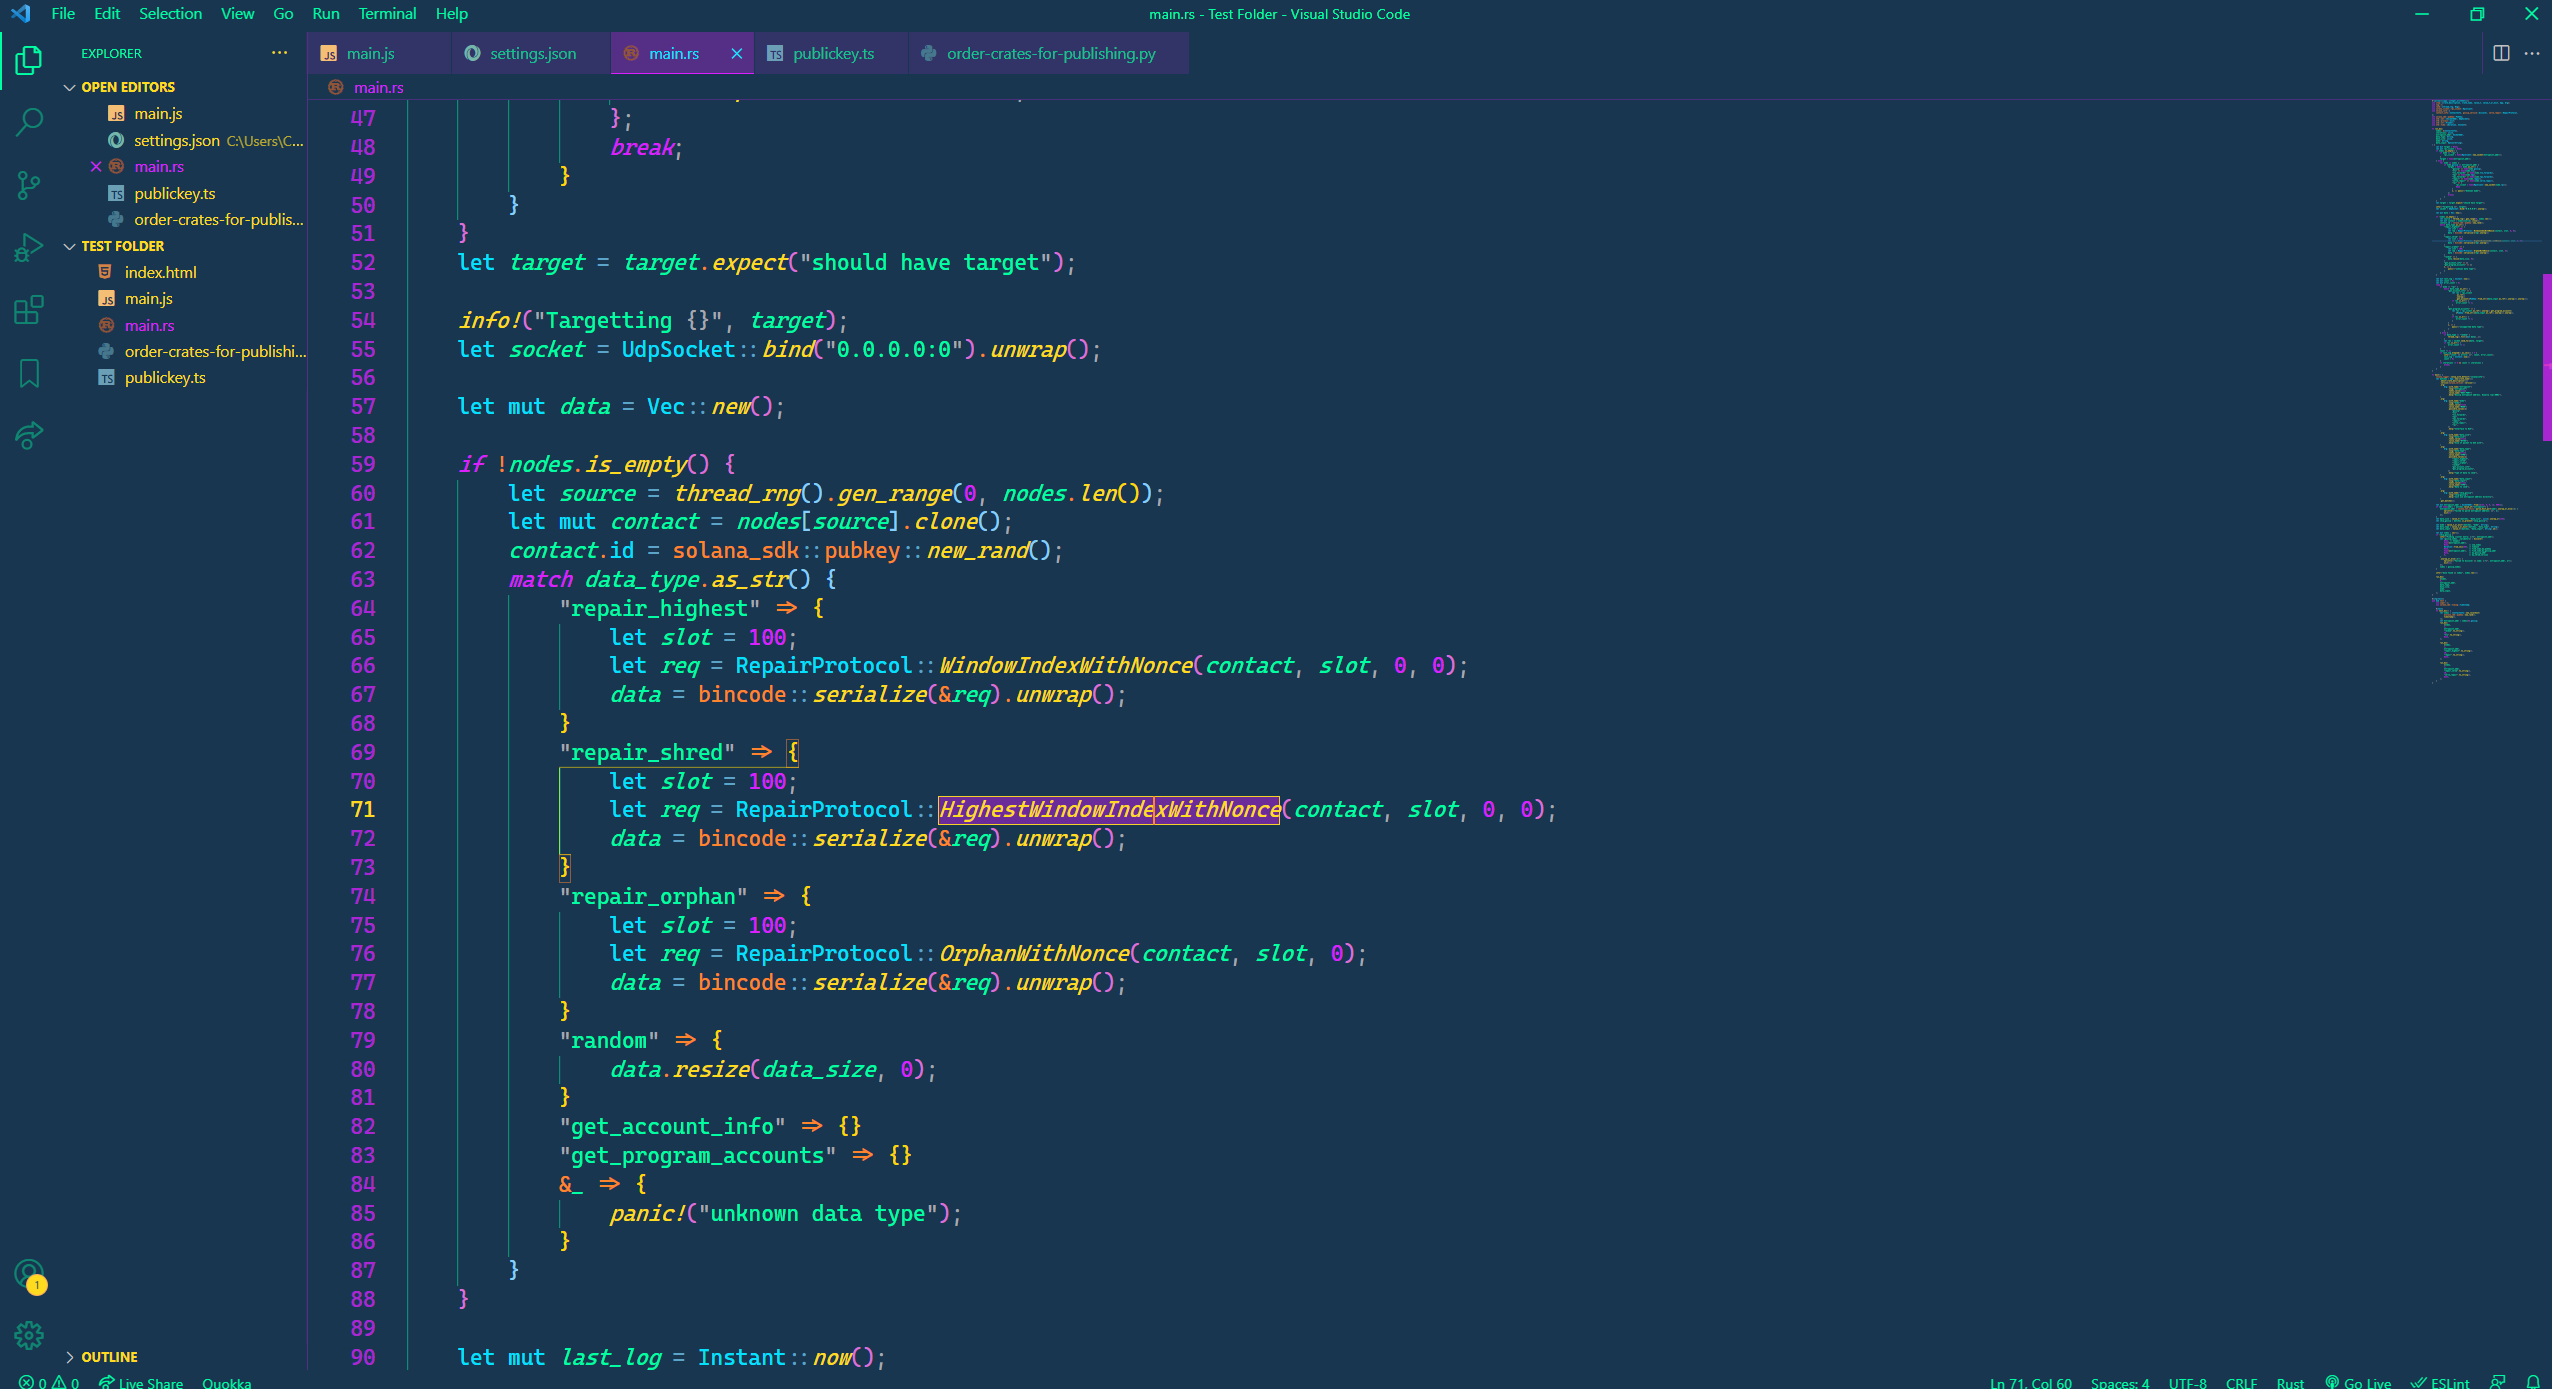 File Edit Selection View Go Run Terminal Help
main.rs - Test Folder - Visual Studio Code
EXPLORER
OPEN EDITORS
main.js
settings.json C:\Users\C...
main.rs
publickey.ts
order-crates-for-publis...
TEST FOLDER
index.html
main.js
main.rs
order-crates-for-publishi...
publickey.ts
OUTLINE
main.js settings.json main.rs publickey.ts order-crates-for-publishing.py
main.rs
47 };
48 break;
49 }
50 }
51 }
52 let target = target.expect("should have target");
53
54 info!("Targetting {}", target);
55 let socket = UdpSocket::bind("0.0.0.0:0").unwrap();
56
57 let mut data = Vec::new();
58
59 if !nodes.is_empty() {
60 let source = thread_rng().gen_range(0, nodes.len());
61 let mut contact = nodes[source].clone();
62 contact.id = solana_sdk::pubkey::new_rand();
63 match data_type.as_str() {
64 "repair_highest" => {
65 let slot = 100;
66 let req = RepairProtocol::WindowIndexWithNonce(contact, slot, 0, 0);
67 data = bincode::serialize(&req).unwrap();
68 }
69 "repair_shred" => {
70 let slot = 100;
71 let req = RepairProtocol::HighestWindowIndexWithNonce(contact, slot, 0, 0);
72 data = bincode::serialize(&req).unwrap();
73 }
74 "repair_orphan" => {
75 let slot = 100;
76 let req = RepairProtocol::OrphanWithNonce(contact, slot, 0);
77 data = bincode::serialize(&req).unwrap();
78 }
79 "random" => {
80 data.resize(data_size, 0);
81 }
82 "get_account_info" => {}
83 "get_program_accounts" => {}
84 &_ => {
85 panic!("unknown data type");
86 }
87 }
88 }
89
90 let mut last_log = Instant::now();
1
0 0 Live Share Quokka
Ln 71, Col 60 Spaces: 4 UTF-8 CRLF Rust Go Live ESLint